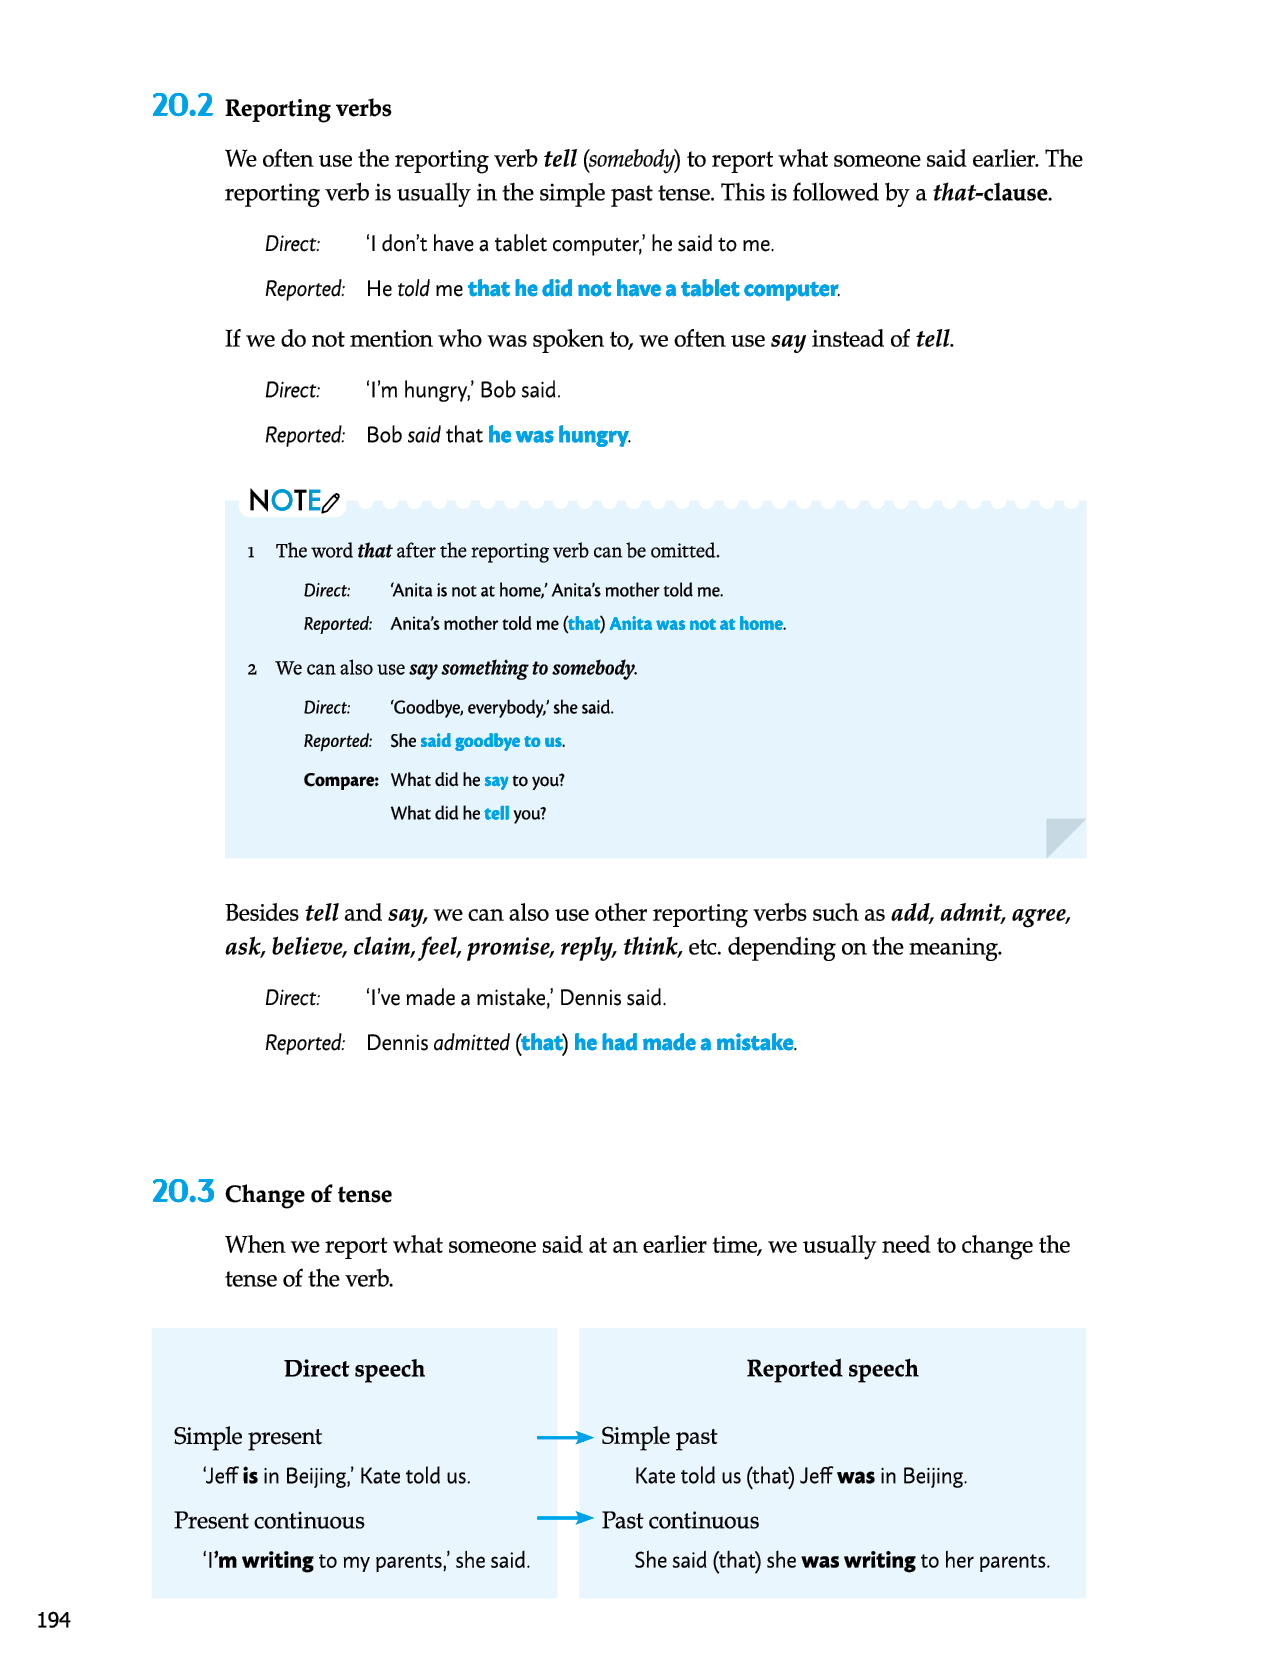 20.2 Reporting verbs
We often use the reporting verb tell (somebody) to report what someone said earlier. The
reporting verb is usually in the simple past tense. This is followed by a that-clause.
Direct: ‘I don’t have a tablet computer,’ he said to me.
Reported: He told me that he did not have a tablet computer.
If we do not mention who was spoken to, we often use say instead of tell.
Direct: ‘I’m hungry,’ Bob said.
Reported: Bob said that he was hungry.
NOTE
1 The word that after the reporting verb can be omitted.
Direct: ‘Anita is not at home,’ Anita’s mother told me.
Reported: Anita’s mother told me (that) Anita was not at home.
2 We can also use say something to somebody.
Direct: ‘Goodbye, everybody,’ she said.
Reported: She said goodbye to us.
Compare: What did he say to you?
What did he tell you?
Besides tell and say, we can also use other reporting verbs such as add, admit, agree,
ask, believe, claim, feel, promise, reply, think, etc. depending on the meaning.
Direct: ‘I’ve made a mistake,’ Dennis said.
Reported: Dennis admitted (that) he had made a mistake.
20.3 Change of tense
When we report what someone said at an earlier time, we usually need to change the
tense of the verb.
Direct speech Reported speech
Simple present Simple past
‘Jeff is in Beijing,’ Kate told us. Kate told us (that) Jeff was in Beijing.
Present continuous Past continuous
‘I’m writing to my parents,’ she said. She said (that) she was writing to her parents.
194